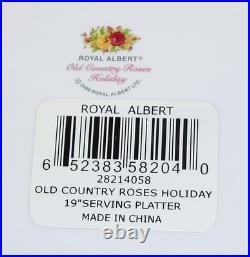 ROYAL ALBERT®
Old Country Roses
Holiday
© 2005 ROYAL ALBERT LTD.
ROYAL ALBERT
6 52383 58204 0
28214058
OLD COUNTRY ROSES HOLIDAY
19"SERVING PLATTER
MADE IN CHINA